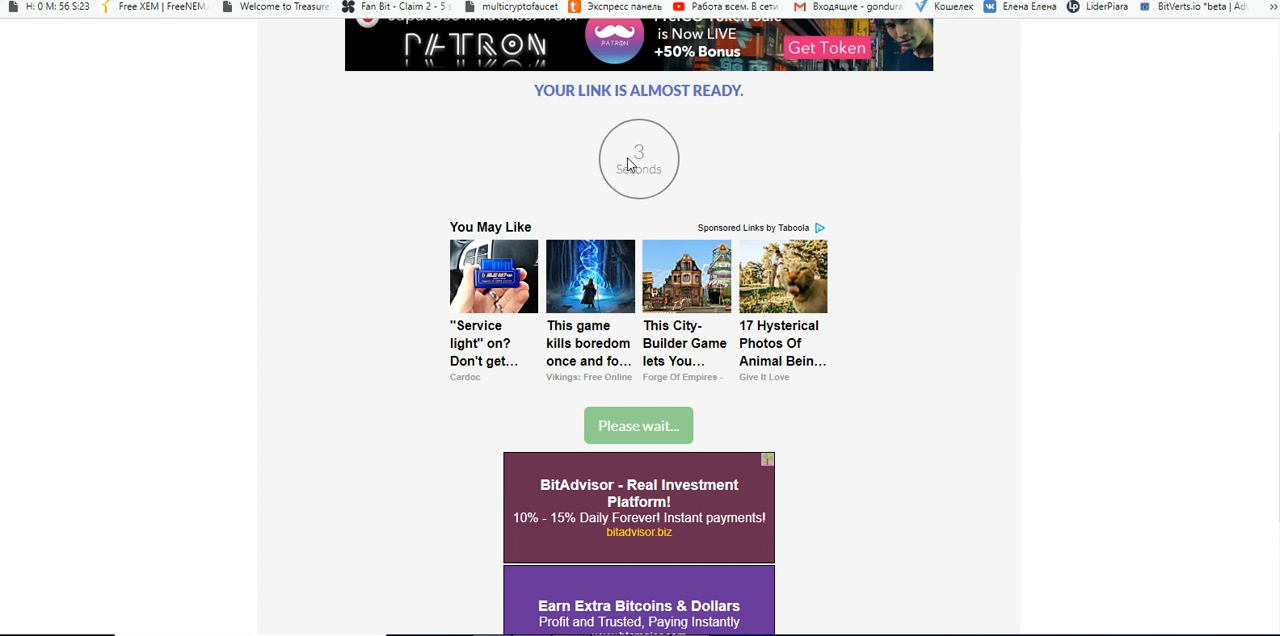 H: 0 M: 56 S:23 Free XEM | FreeNEM. Welcome to Treasure Fan Bit - Claim 2 - 5 s multicryptofaucet Экспресс панель Работа всем. В сети Входящие - gondura Кошелек Елена Елена LiderPiara BitVerts.io *beta | Adv »
PATRON
PATRON
is Now LIVE
+50% Bonus
Get Token
YOUR LINK IS ALMOST READY.
3
Seconds
You May Like
Sponsored Links by Taboola
"Service
light" on?
Don't get...
Cardoc
This game
kills boredom
once and fo...
Vikings: Free Online
This City-
Builder Game
lets You...
Forge Of Empires -
17 Hysterical
Photos Of
Animal Bein...
Give It Love
Please wait...
BitAdvisor - Real Investment
Platform!
10% - 15% Daily Forever! Instant payments!
bitadvisor.biz
Earn Extra Bitcoins & Dollars
Profit and Trusted, Paying Instantly